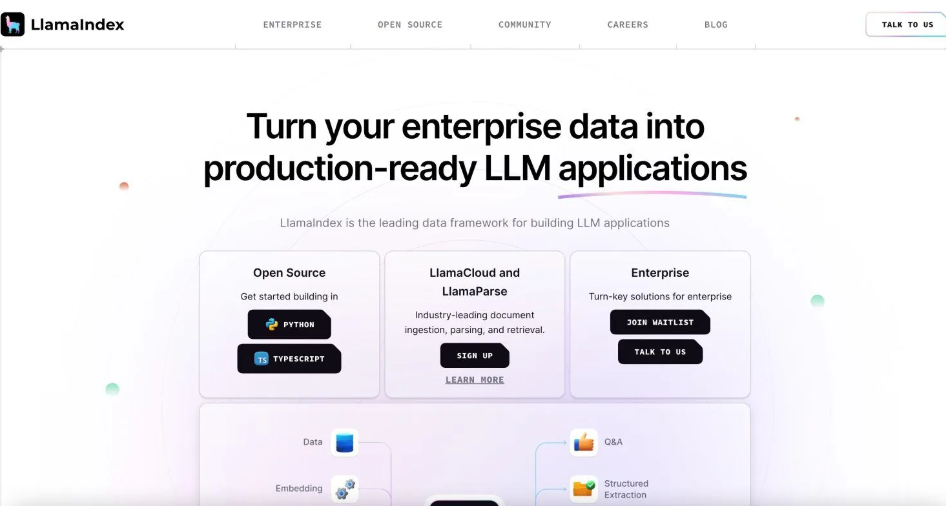 LlamaIndex
ENTERPRISE OPEN SOURCE COMMUNITY CAREERS BLOG
TALK TO US
Turn your enterprise data into
production-ready LLM applications
LlamaIndex is the leading data framework for building LLM applications
Open Source
Get started building in
PYTHON
TS TYPESCRIPT
LlamaCloud and
LlamaParse
Industry-leading document
ingestion, parsing, and retrieval.
SIGN UP
LEARN MORE
Enterprise
Turn-key solutions for enterprise
JOIN WAITLIST
TALK TO US
Data
Q&A
Embedding
Structured
Extraction